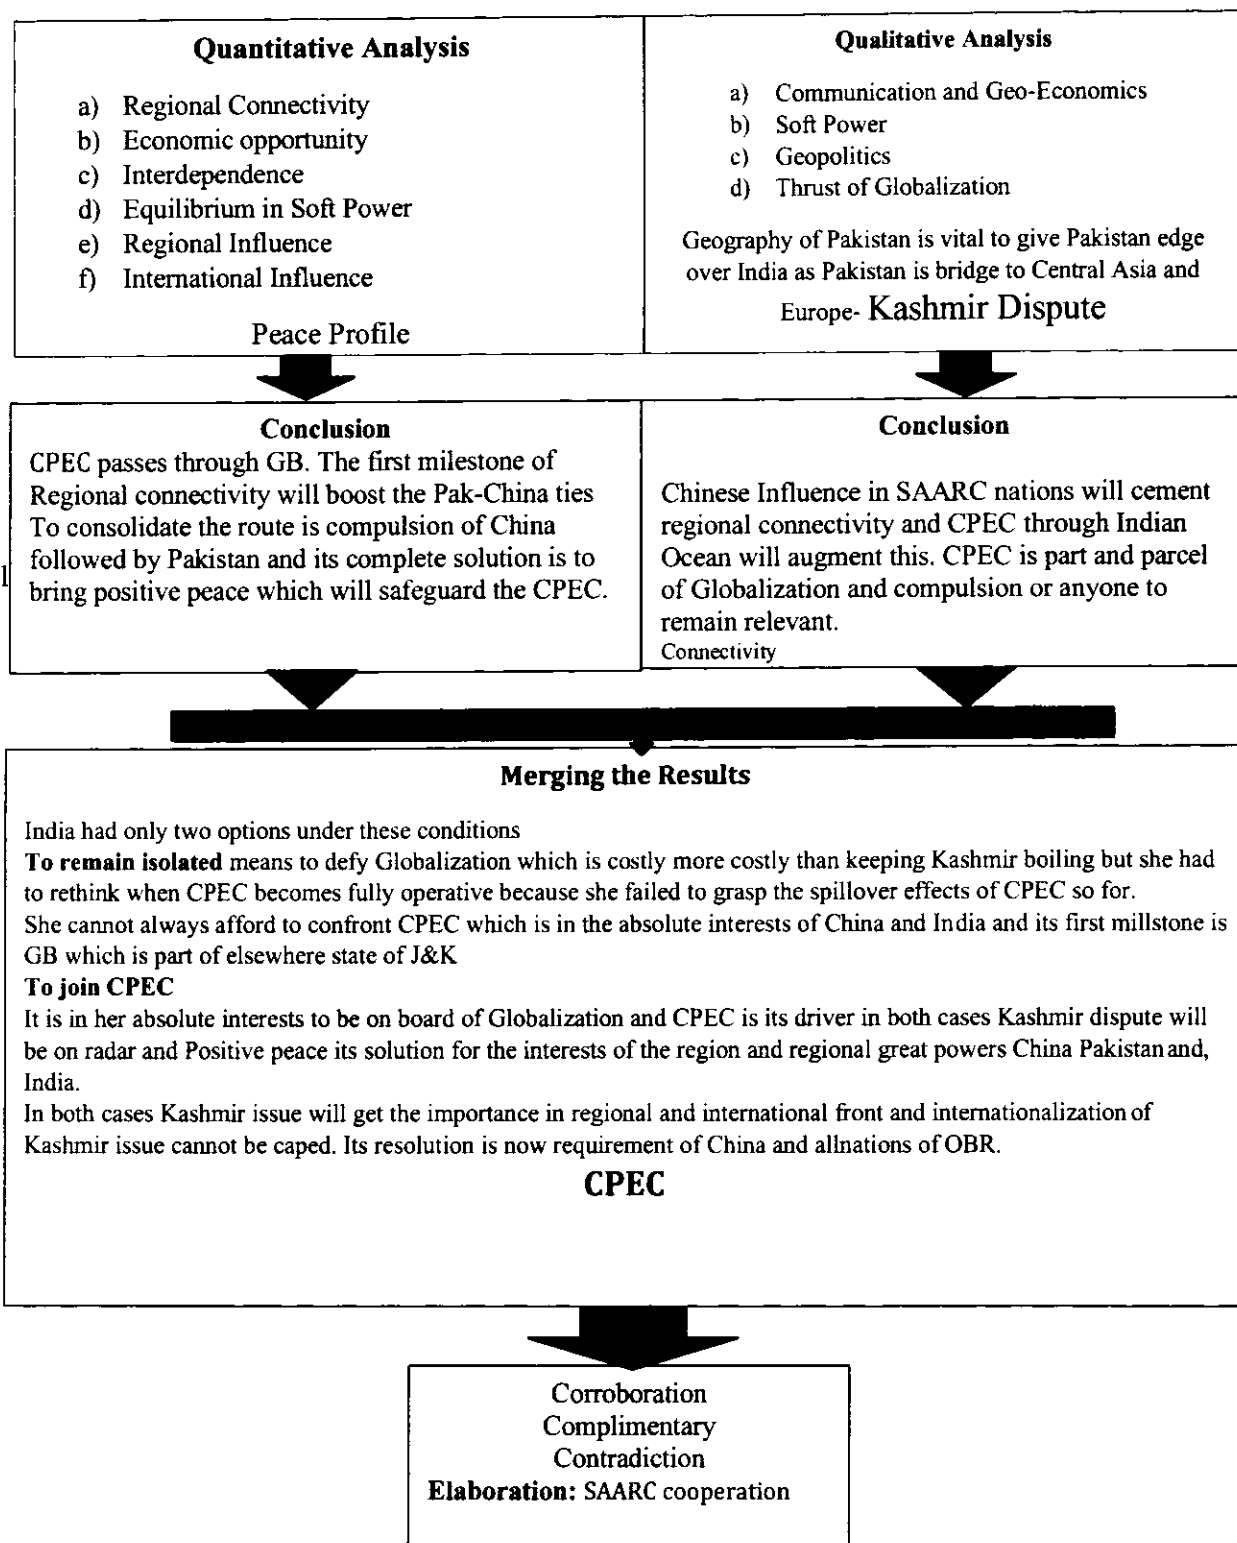 Quantitative Analysis
a) Regional Connectivity
b) Economic opportunity
c) Interdependence
d) Equilibrium in Soft Power
e) Regional Influence
f) International Influence
Peace Profile
Qualitative Analysis
a) Communication and Geo-Economics
b) Soft Power
c) Geopolitics
d) Thrust of Globalization
Geography of Pakistan is vital to give Pakistan edge
over India as Pakistan is bridge to Central Asia and
Europe- Kashmir Dispute
Conclusion
CPEC passes through GB. The first milestone of
Regional connectivity will boost the Pak-China ties
To consolidate the route is compulsion of China
followed by Pakistan and its complete solution is to
bring positive peace which will safeguard the CPEC.
l
Conclusion
Chinese Influence in SAARC nations will cement
regional connectivity and CPEC through Indian
Ocean will augment this. CPEC is part and parcel
of Globalization and compulsion or anyone to
remain relevant.
Connectivity
Merging the Results
India had only two options under these conditions
To remain isolated means to defy Globalization which is costly more costly than keeping Kashmir boiling but she had
to rethink when CPEC becomes fully operative because she failed to grasp the spillover effects of CPEC so for.
She cannot always afford to confront CPEC which is in the absolute interests of China and India and its first millstone is
GB which is part of elsewhere state of J&K
To join CPEC
It is in her absolute interests to be on board of Globalization and CPEC is its driver in both cases Kashmir dispute will
be on radar and Positive peace its solution for the interests of the region and regional great powers China Pakistan and,
India.
In both cases Kashmir issue will get the importance in regional and international front and internationalization of
Kashmir issue cannot be caped. Its resolution is now requirement of China and allnations of OBR.
CPEC
Corroboration
Complimentary
Contradiction
Elaboration: SAARC cooperation